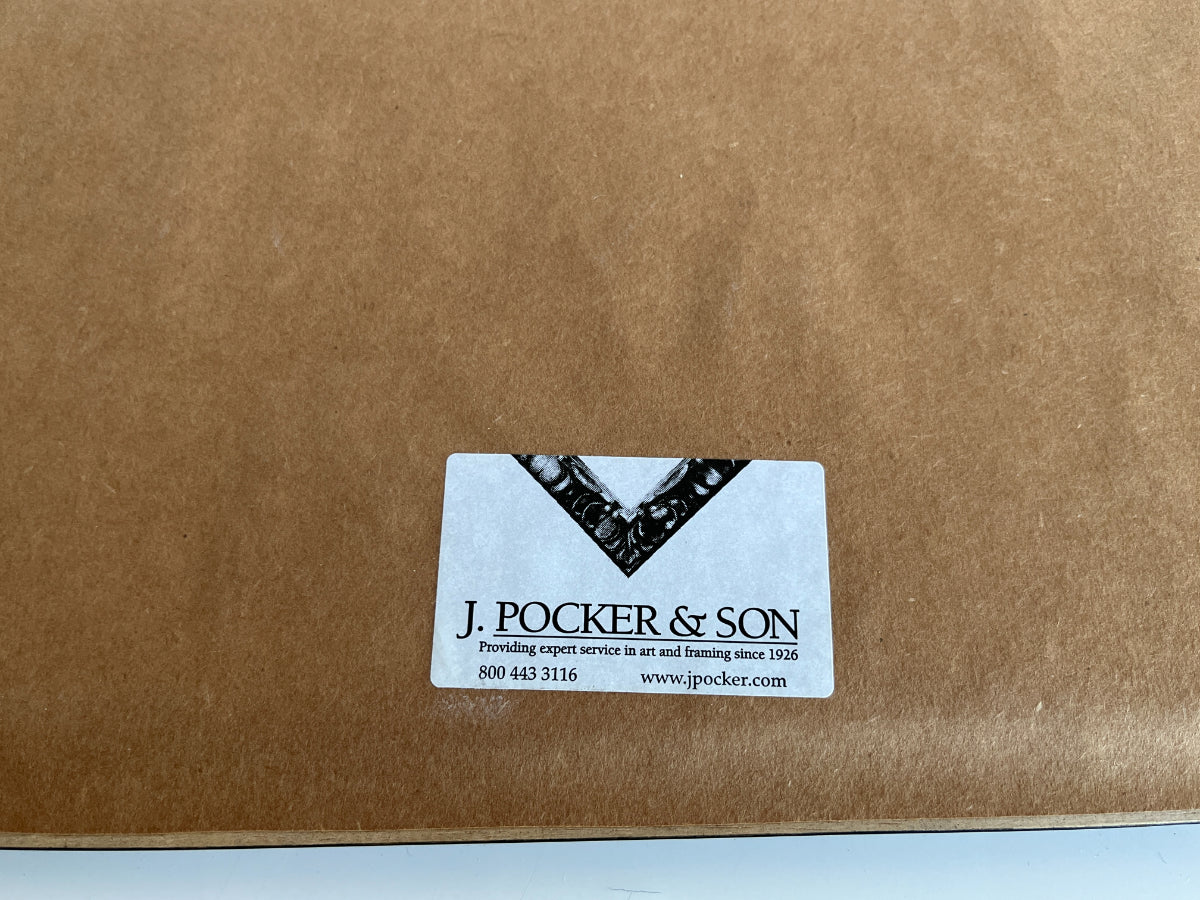 J. POCKER & SON
Providing expert service in art and framing since 1926
800 443 3116 www.jpocker.com